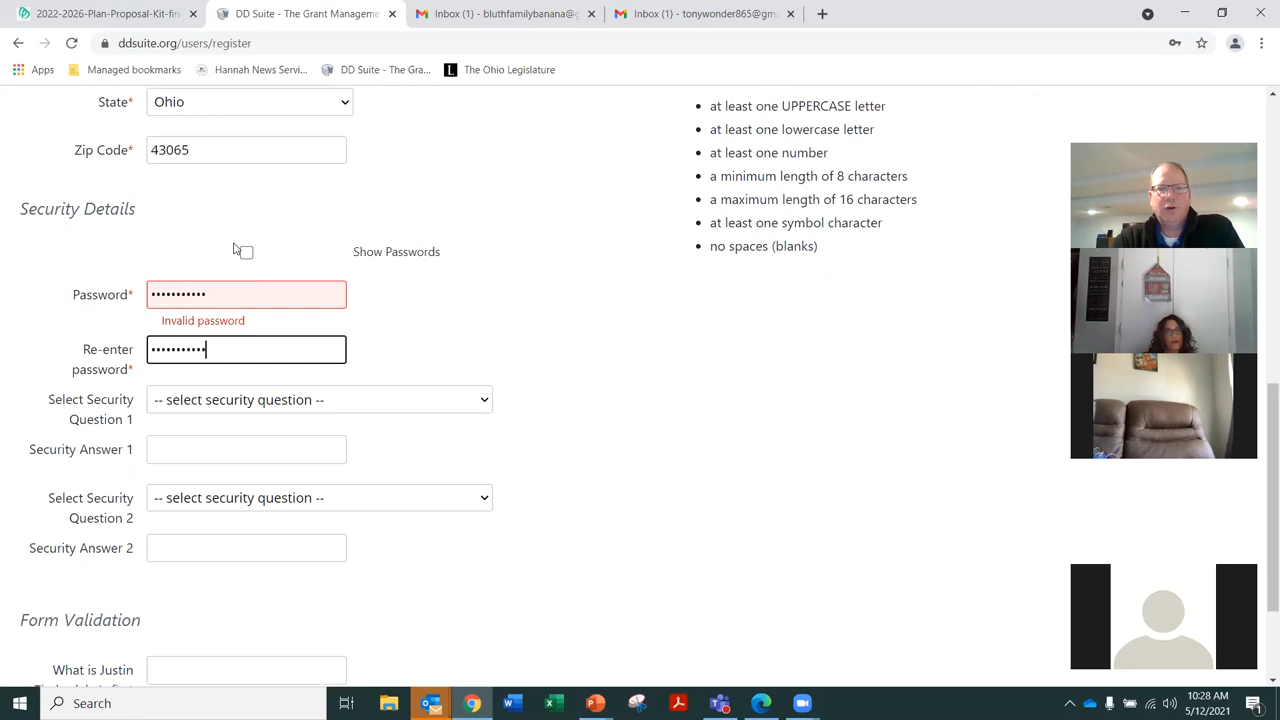 2022-2026-Plan-Proposal-Kit-fin
DD Suite - The Grant Manageme
Inbox (1) - bluthfamilybanana@g
Inbox (1) - tonywonder865@gm
ddsuite.org/users/register
Apps
Managed bookmarks
Hannah News Servi...
DD Suite - The Gra...
The Ohio Legislature
State*
Ohio
Zip Code*
43065
Security Details
Show Passwords
Password*
•••••••••••
Invalid password
Re-enter
password*
•••••••••••
Select Security
Question 1
-- select security question --
Security Answer 1
Select Security
Question 2
-- select security question --
Security Answer 2
Form Validation
What is Justin
• at least one UPPERCASE letter
• at least one lowercase letter
• at least one number
• a minimum length of 8 characters
• a maximum length of 16 characters
• at least one symbol character
• no spaces (blanks)
Search
10:28 AM
5/12/2021